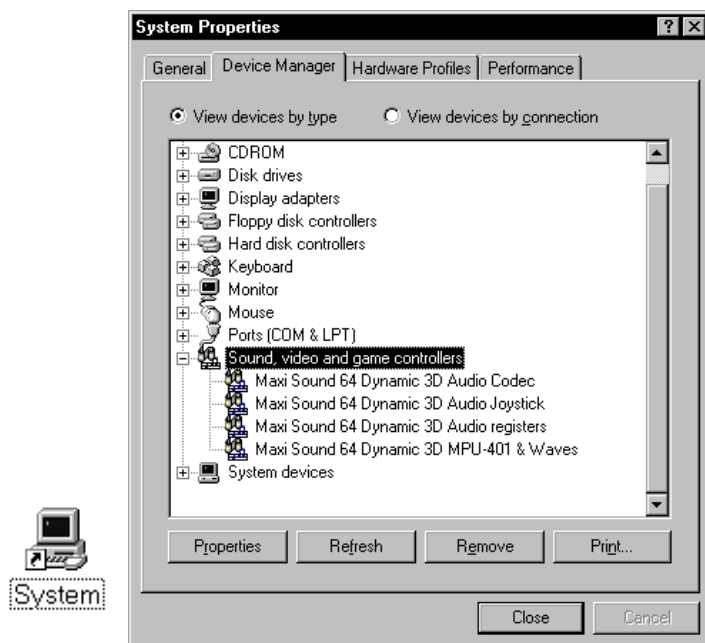 System Properties
General Device Manager Hardware Profiles Performance
View devices by type View devices by connection
CDROM
Disk drives
Display adapters
Floppy disk controllers
Hard disk controllers
Keyboard
Monitor
Mouse
Ports (COM & LPT)
Sound, video and game controllers
Maxi Sound 64 Dynamic 3D Audio Codec
Maxi Sound 64 Dynamic 3D Audio Joystick
Maxi Sound 64 Dynamic 3D Audio registers
Maxi Sound 64 Dynamic 3D MPU-401 & Waves
System devices
Properties Refresh Remove Print...
System
Close Cancel